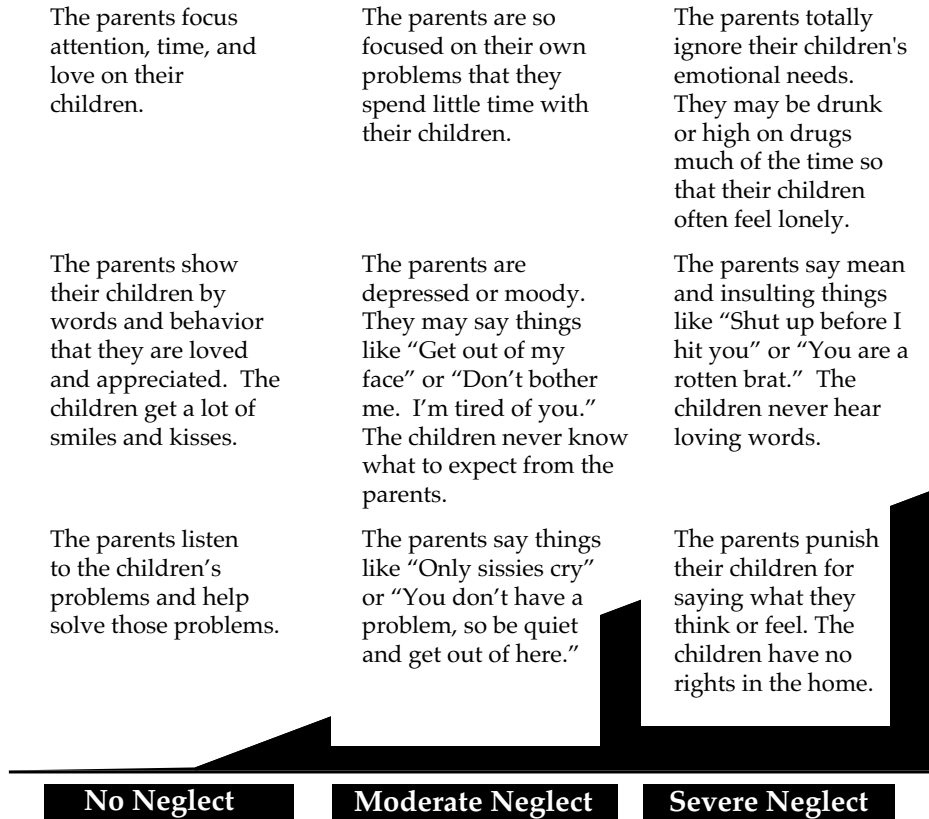 The parents focus
attention, time, and
love on their
children.
The parents are so
focused on their own
problems that they
spend little time with
their children.
The parents totally
ignore their children's
emotional needs.
They may be drunk
or high on drugs
much of the time so
that their children
often feel lonely.
The parents show
their children by
words and behavior
that they are loved
and appreciated.  The
children get a lot of
smiles and kisses.
The parents are
depressed or moody.
They may say things
like “Get out of my
face” or “Don’t bother
me.  I’m tired of you.”
The children never know
what to expect from the
parents.
The parents say mean
and insulting things
like “Shut up before I
hit you” or “You are a
rotten brat.”  The
children never hear
loving words.
The parents listen
to the children’s
problems and help
solve those problems.
The parents say things
like “Only sissies cry”
or “You don’t have a
problem, so be quiet
and get out of here.”
The parents punish
their children for
saying what they
think or feel. The
children have no
rights in the home.
No Neglect
Moderate Neglect
Severe Neglect